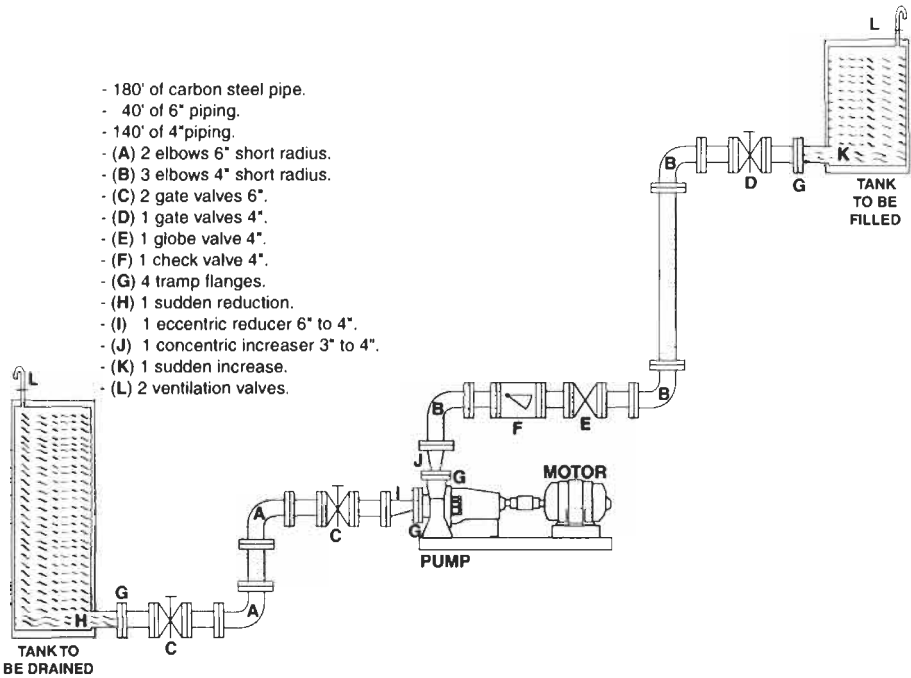 - 180' of carbon steel pipe.
- 40' of 6" piping.
- 140' of 4"piping.
- (A) 2 elbows 6" short radius.
- (B) 3 elbows 4" short radius.
- (C) 2 gate valves 6".
- (D) 1 gate valves 4".
- (E) 1 globe valve 4".
- (F) 1 check valve 4".
- (G) 4 tramp flanges.
- (H) 1 sudden reduction.
- (I) 1 eccentric reducer 6" to 4".
- (J) 1 concentric increaser 3" to 4".
- (K) 1 sudden increase.
- (L) 2 ventilation valves.
L
K
B
D
G
TANK
TO BE
FILLED
L
B
F
E
B
J
G
MOTOR
I
A
C
G
PUMP
G
H
A
C
TANK TO
BE DRAINED